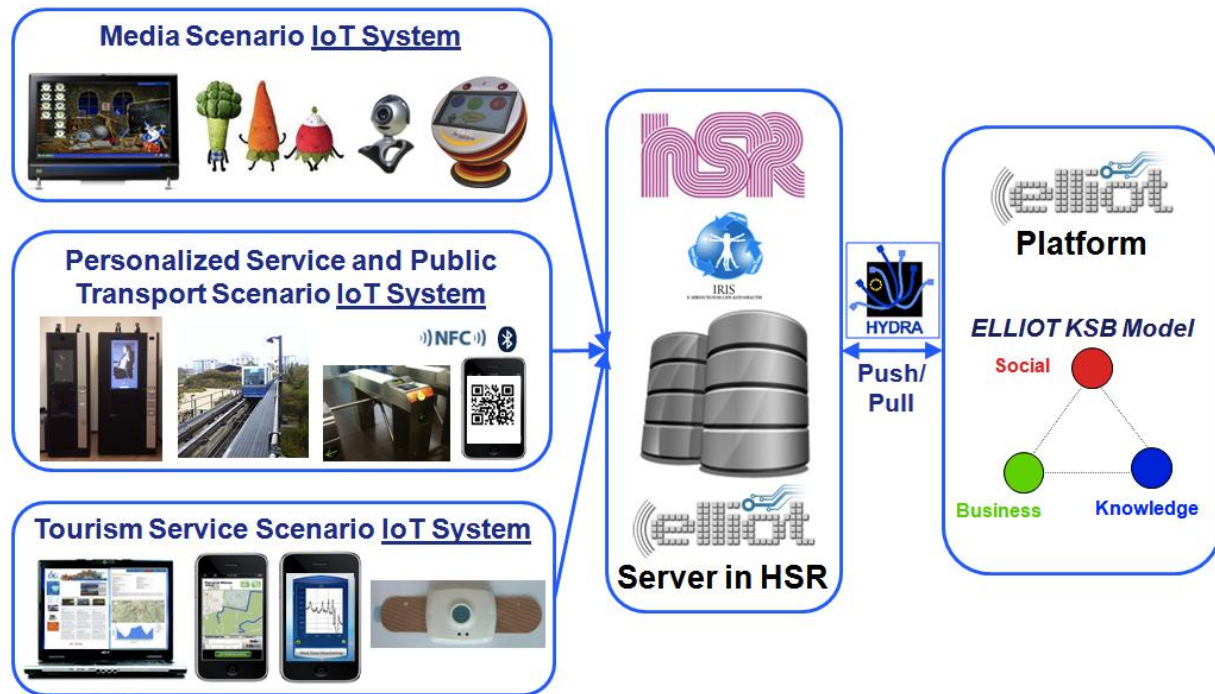 Media Scenario IoT System
Personalized Service and Public
Transport Scenario IoT System
NFC
Tourism Service Scenario IoT System
HSR
IRIS
elliot
Server in HSR
HYDRA
Push/
Pull
elliot
Platform
ELLIOT KSB Model
Social
Business
Knowledge